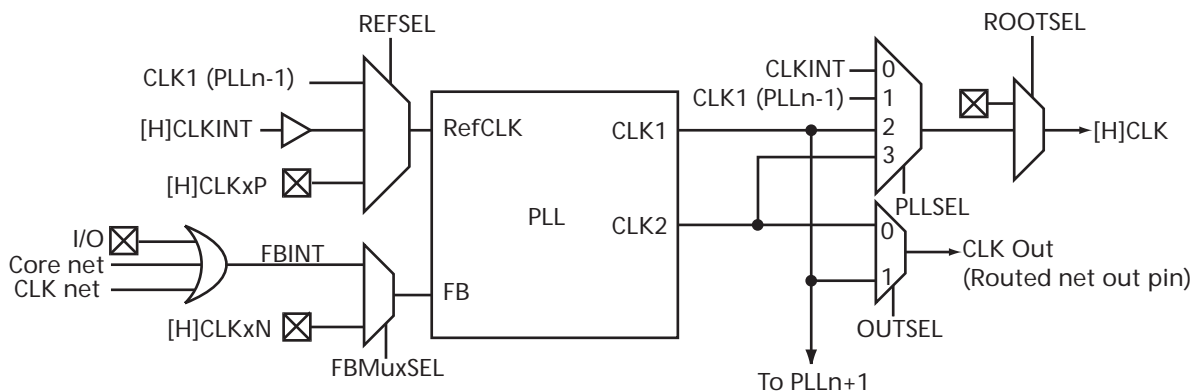 REFSEL
ROOTSEL
CLK1 (PLLn-1)
CLKINT
0
CLK1 (PLLn-1)
1
[H]CLKINT
RefCLK
CLK1
2
[H]CLK
3
[H]CLKxP
PLL
PLLSEL
CLK2
0
I/O
FBINT
CLK Out
Core net
(Routed net out pin)
CLK net
FB
1
[H]CLKxN
OUTSEL
FBMuxSEL
To PLLn+1